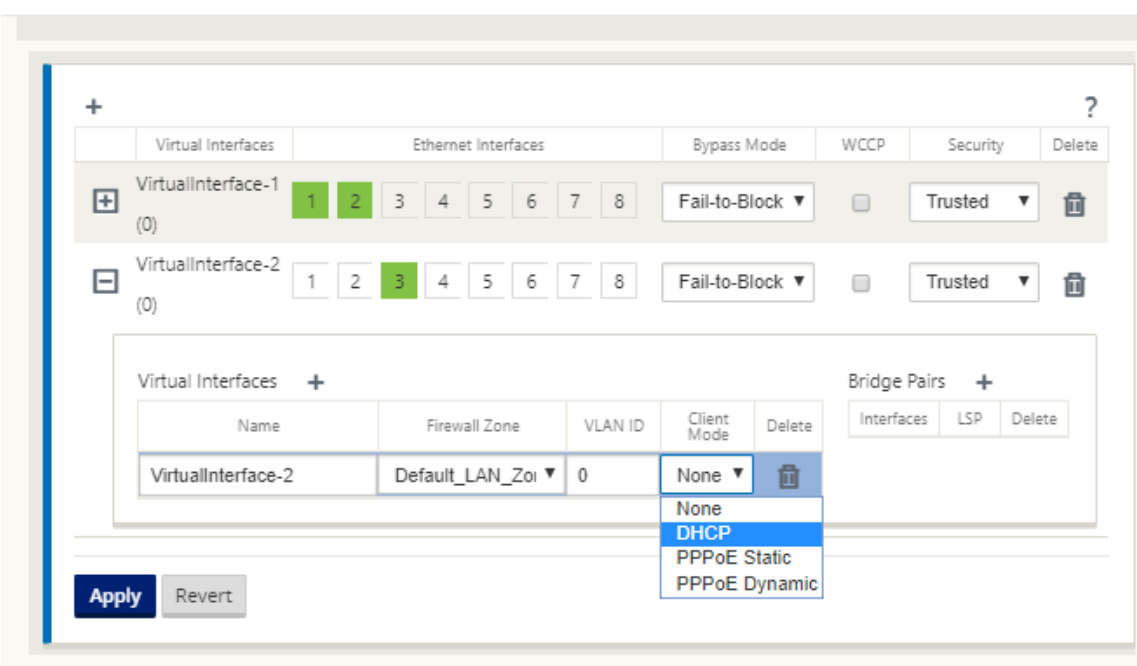 + ?
Virtual Interfaces Ethernet Interfaces Bypass Mode WCCP Security Delete
VirtualInterface-1
(0)
1 2 3 4 5 6 7 8 Fail-to-Block Trusted
VirtualInterface-2
(0)
1 2 3 4 5 6 7 8 Fail-to-Block Trusted
Virtual Interfaces + Bridge Pairs +
Name Firewall Zone VLAN ID Client Mode Delete Interfaces LSP Delete
VirtualInterface-2 Default_LAN_Zoi 0 None
None
DHCP
PPPoE Static
PPPoE Dynamic
Apply Revert